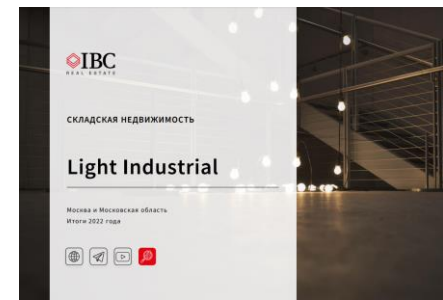 IBC
REAL ESTATE
СКЛАДСКАЯ НЕДВИЖИМОСТЬ
Light Industrial
Москва и Московская область
Итоги 2022 года